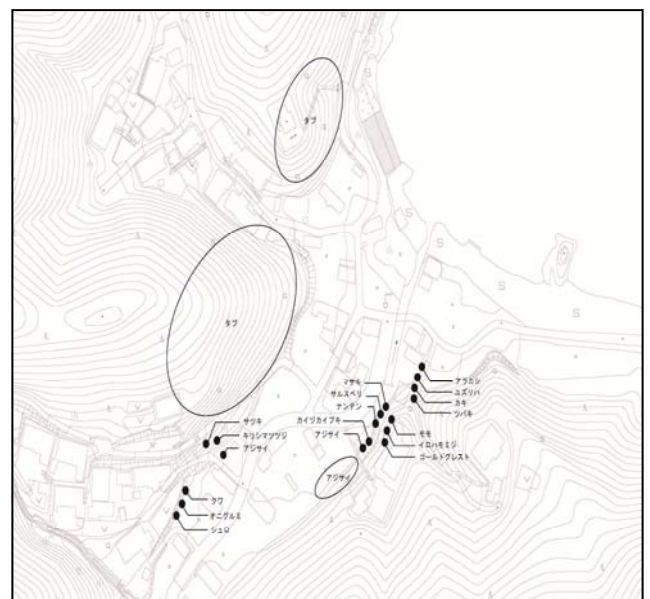 タブ
タブ
マサキ
サルスベリ
ナンテン
カイヅカイブキ
アジサイ
アラカシ
ユズリハ
カキ
ツバキ
モモ
イロハモミジ
ゴールドクレスト
サツキ
キリシマツツジ
アジサイ
アジサイ
クワ
オニグルミ
シュロ
S
S
S
S
S